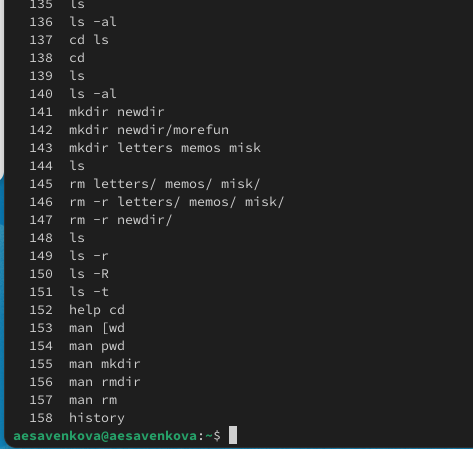 135 ls
136 ls -al
137 cd ls
138 cd
139 ls
140 ls -al
141 mkdir newdir
142 mkdir newdir/morefun
143 mkdir letters memos misk
144 ls
145 rm letters/ memos/ misk/
146 rm -r letters/ memos/ misk/
147 rm -r newdir/
148 ls
149 ls -r
150 ls -R
151 ls -t
152 help cd
153 man [wd
154 man pwd
155 man mkdir
156 man rmdir
157 man rm
158 history
aesavenkova@aesavenkova:~$